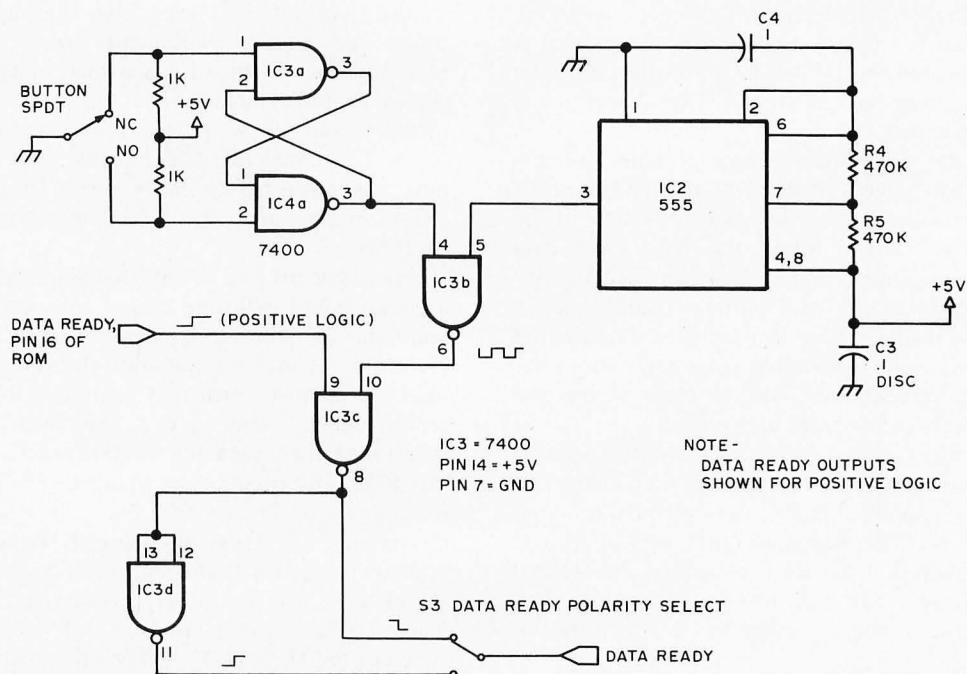 C4
1
1
IC3a
3
1K
2
BUTTON
SPDT
+5V
NC
NO
1K
1
IC4a
3
2
7400
1
2
6
R4
470K
3
IC2
555
7
R5
470K
4,8
+5V
4
5
IC3b
6
C3
.1
DISC
DATA READY,
PIN 16 OF
ROM
(POSITIVE LOGIC)
9
10
IC3c
8
IC3 = 7400
PIN 14 = +5V
PIN 7 = GND
NOTE-
DATA READY OUTPUTS
SHOWN FOR POSITIVE LOGIC
13
12
IC3d
11
S3 DATA READY POLARITY SELECT
DATA READY